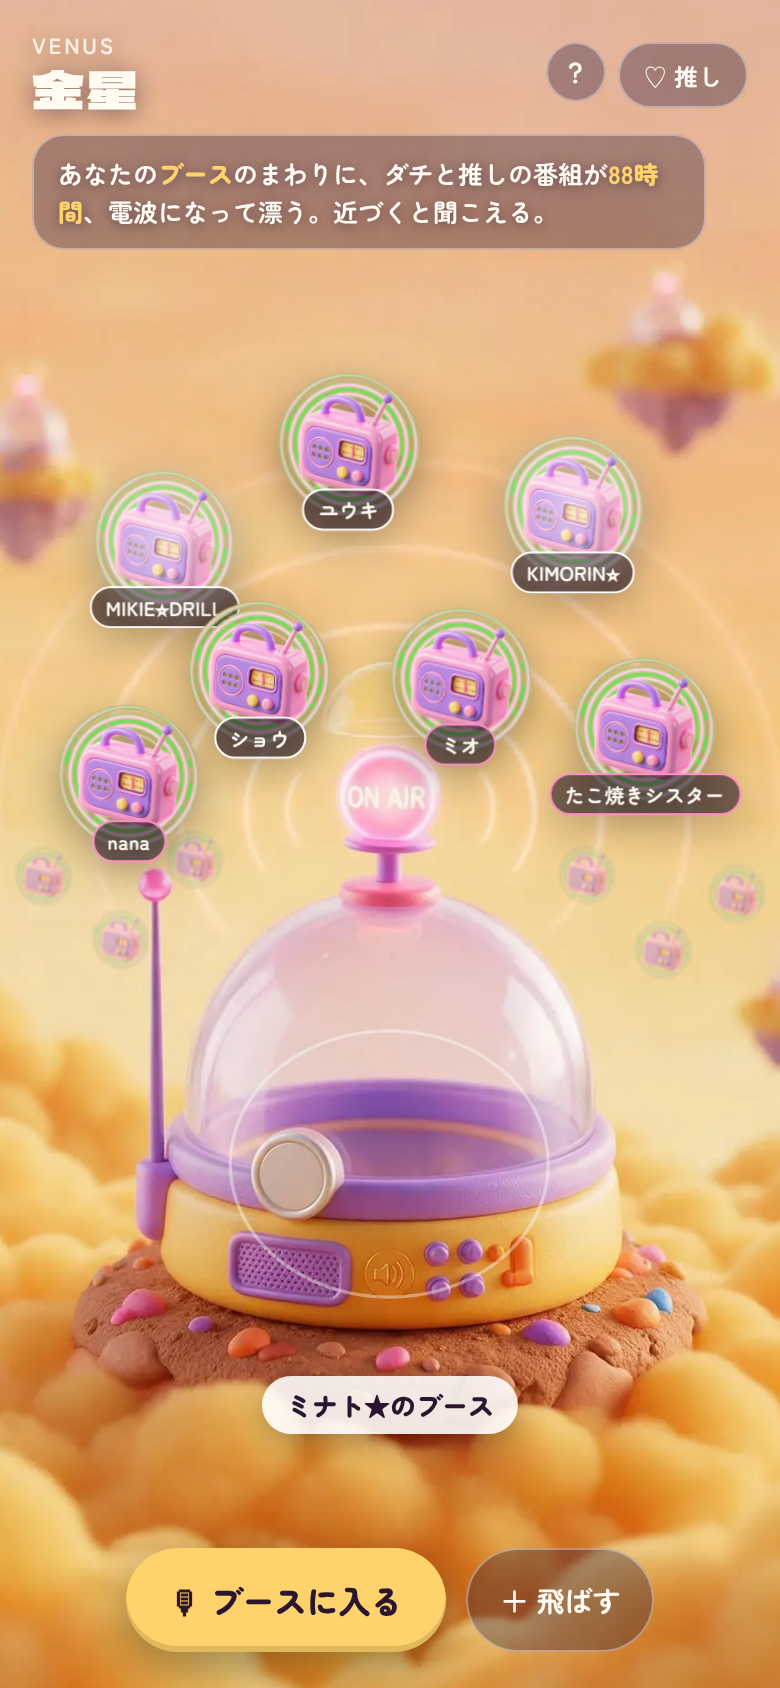 VENUS
金星
?
♡ 推し
あなたのブースのまわりに、ダチと推しの番組が88時
間、電波になって漂う。近づくと聞こえる。
ユウキ
KIMORIN★
MIKIE★DRILL
ショウ
ミオ
たこ焼きシスター
nana
ON AIR
ミナト★のブース
ブースに入る
＋ 飛ばす